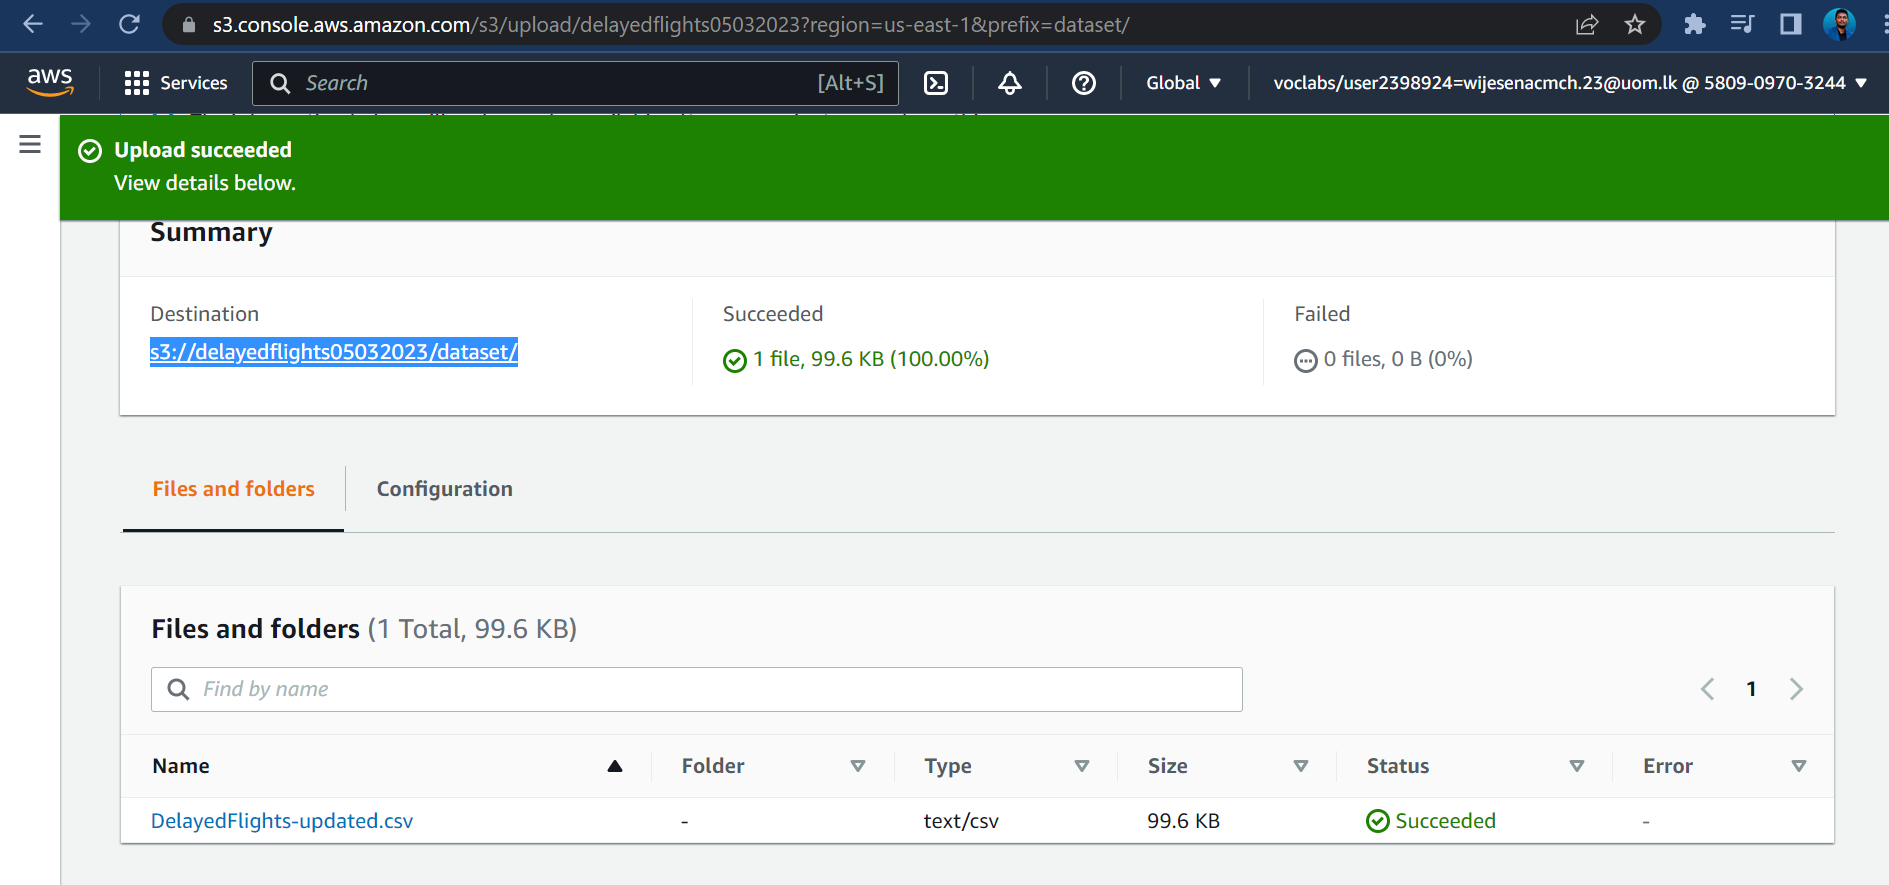 s3.console.aws.amazon.com/s3/upload/delayedflights05032023?region=us-east-1&prefix=dataset/
aws Services Search [Alt+S] Global voclabs/user2398924=wijesenacmch.23@uom.lk @ 5809-0970-3244
Upload succeeded
View details below.
Summary
Destination Succeeded Failed
s3://delayedflights05032023/dataset/ 1 file, 99.6 KB (100.00%) 0 files, 0 B (0%)
Files and folders Configuration
Files and folders (1 Total, 99.6 KB)
Find by name 1
Name Folder Type Size Status Error
DelayedFlights-updated.csv - text/csv 99.6 KB Succeeded -